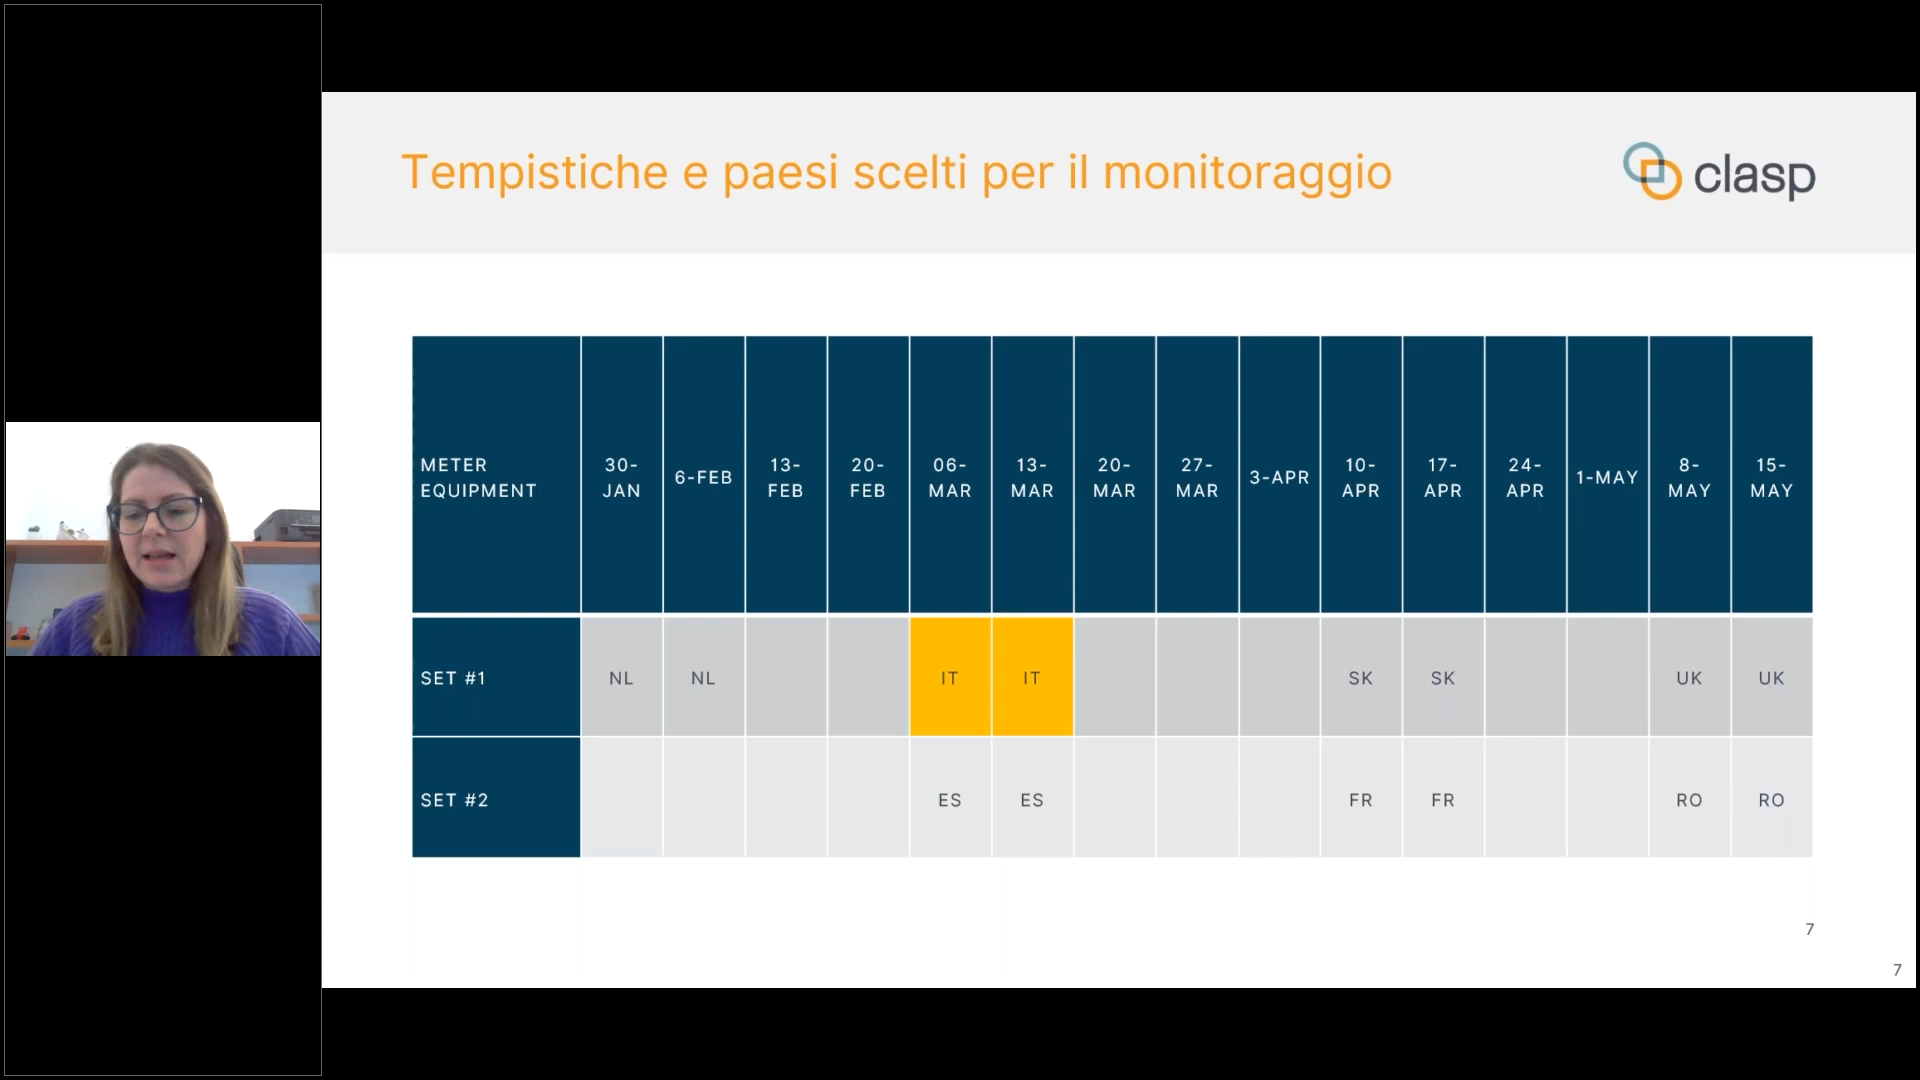 Tempistiche e paesi scelti per il monitoraggio
clasp
METER EQUIPMENT 30-JAN 6-FEB 13-FEB 20-FEB 06-MAR 13-MAR 20-MAR 27-MAR 3-APR 10-APR 17-APR 24-APR 1-MAY 8-MAY 15-MAY
SET #1 NL NL IT IT SK SK UK UK
SET #2 ES ES FR FR RO RO
7
7